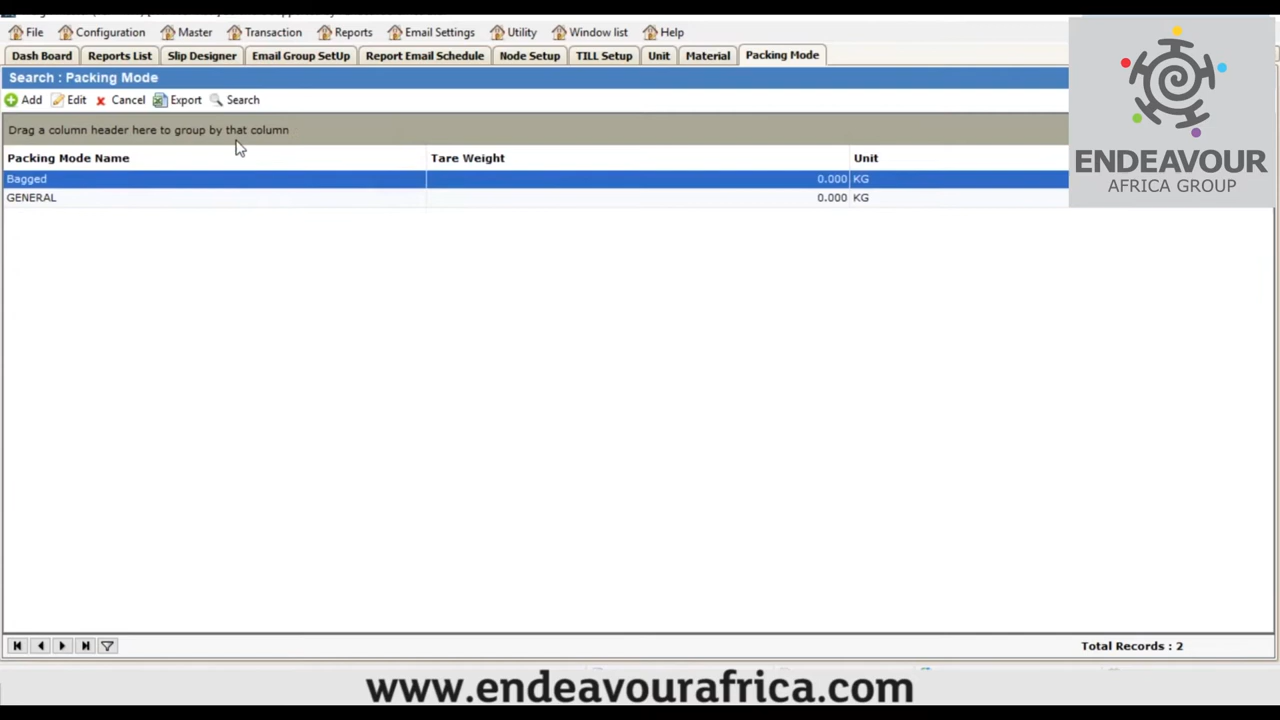 File Configuration Master Transaction Reports Email Settings Utility Window list Help
Dash Board Reports List Slip Designer Email Group SetUp Report Email Schedule Node Setup TILL Setup Unit Material Packing Mode
Search : Packing Mode
Add Edit Cancel Export Search
Drag a column header here to group by that column
Packing Mode Name Tare Weight Unit
Bagged 0.000 KG
GENERAL 0.000 KG
ENDEAVOUR
AFRICA GROUP
Total Records : 2
www.endeavourafrica.com